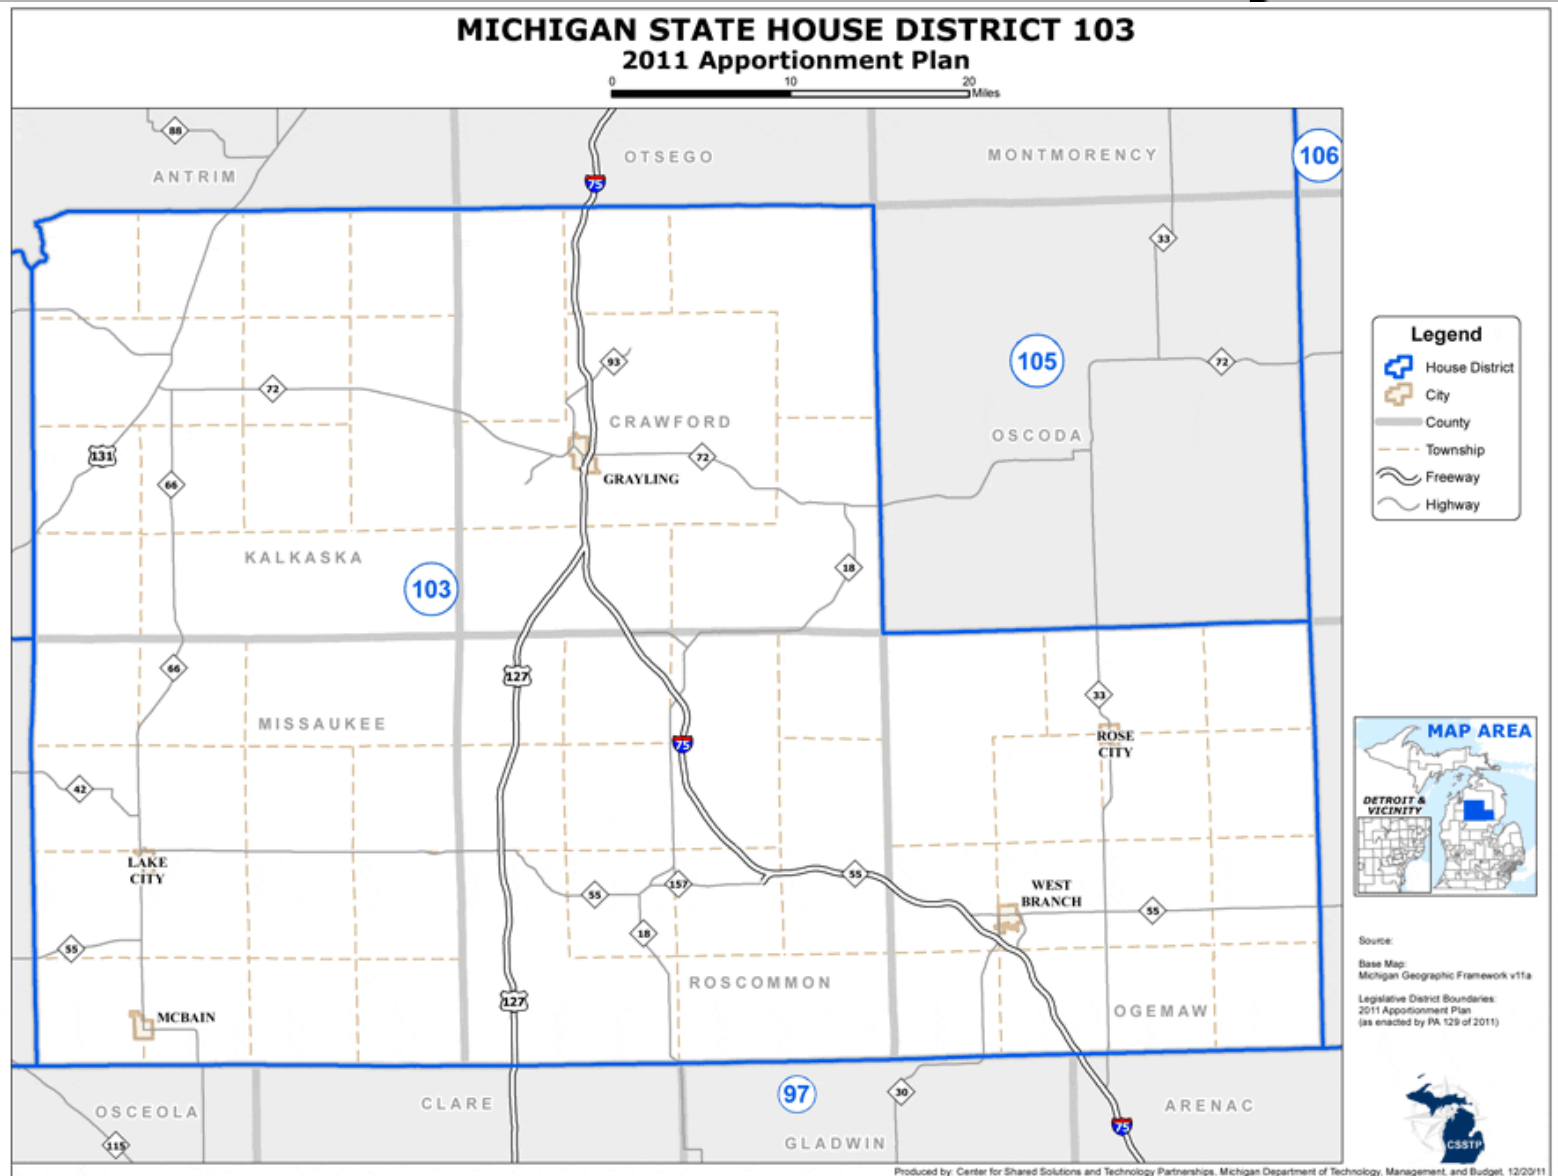 MICHIGAN STATE HOUSE DISTRICT 103
2011 Apportionment Plan
0 10 20
Miles
88
ANTRIM
OTSEGO
MONTMORENCY
106
75
33
93
72
105
72
CRAWFORD
OSCODA
131
66
72
GRAYLING
KALKASKA
103
18
66
127
33
MISSAUKEE
75
ROSE
CITY
42
LAKE
CITY
55
157
55
WEST
BRANCH
55
18
55
ROSCOMMON
127
OGEMAW
MCBAIN
97
30
OSCEOLA
CLARE
ARENAC
75
115
GLADWIN
Legend
House District
City
County
Township
Freeway
Highway
MAP AREA
DETROIT &
VICINITY
Source:
Base Map:
Michigan Geographic Framework v11a
Legislative District Boundaries:
2011 Apportionment Plan
(as enacted by PA 129 of 2011)
CSSTP
Produced by: Center for Shared Solutions and Technology Partnerships, Michigan Department of Technology, Management, and Budget, 12/20/11